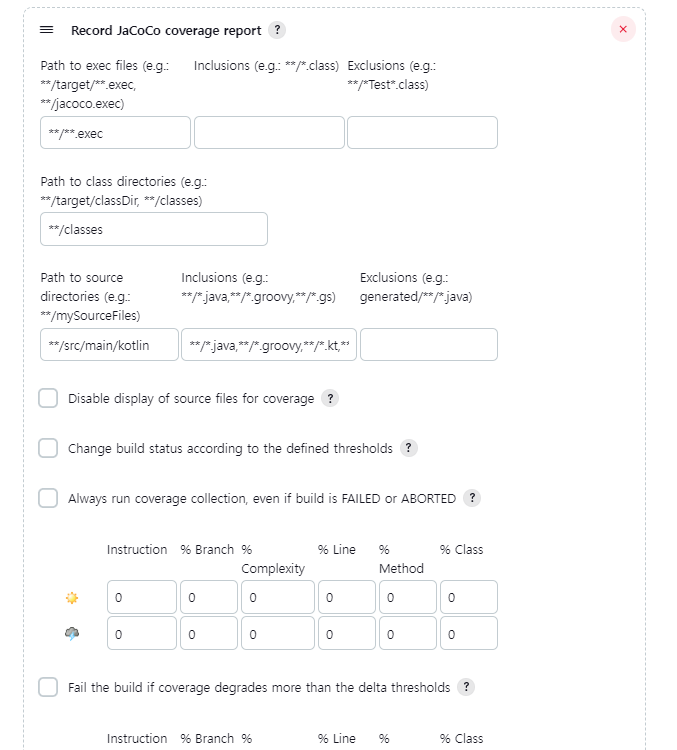 Record JaCoCo coverage report ?
Path to exec files (e.g.:
**/target/**.exec,
**/jacoco.exec)
Inclusions (e.g.: **/*.class)
Exclusions (e.g.:
**/*Test*.class)
**/**.exec
Path to class directories (e.g.:
**/target/classDir, **/classes)
**/classes
Path to source
directories (e.g.:
**/mySourceFiles)
Inclusions (e.g.:
**/*.java,**/*.groovy,**/*.gs)
Exclusions (e.g.:
generated/**/*.java)
**/src/main/kotlin
**/*.java,**/*.groovy,**/*.kt,**
Disable display of source files for coverage ?
Change build status according to the defined thresholds ?
Always run coverage collection, even if build is FAILED or ABORTED ?
Instruction % Branch % Complexity % Line % Method % Class
0 0 0 0 0 0
0 0 0 0 0 0
Fail the build if coverage degrades more than the delta thresholds ?
Instruction % Branch % % Line % % Class